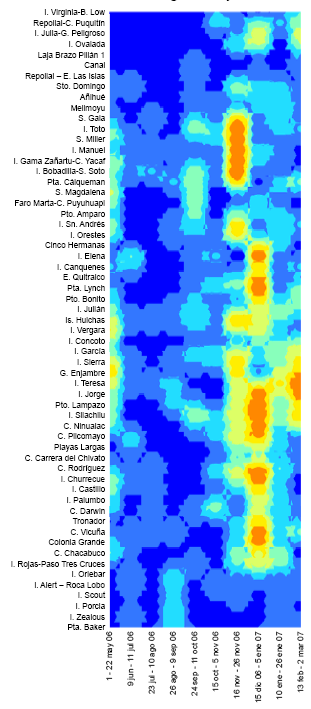 I. Virginia-B. Low
Repollal-C. Puquitín
I. Julia-G. Peligroso
I. Ovalada
Laja Brazo Pillán 1
Canal
Repollal – E. Las Islas
Sto. Domingo
Añihué
Melimoyu
S. Gala
I. Toto
S. Miller
I. Manuel
I. Gama Zañartu-C. Yacaf
I. Bobadilla-S. Soto
Pta. Cálqueman
S. Magdalena
Faro Marta-C. Puyuhuapi
Pto. Amparo
I. Sn. Andrés
I. Orestes
Cinco Hermanas
I. Elena
I. Canquenes
E. Quitralco
Pta. Lynch
Pto. Bonito
I. Julián
Is. Huichas
I. Vergara
I. Concoto
I. García
I. Sierra
G. Enjambre
I. Teresa
I. Jorge
Pto. Lampazo
I. Silachilu
C. Ninualac
C. Pilcomayo
Playas Largas
C. Carrera del Chivato
C. Rodríguez
I. Churrecue
I. Castillo
I. Palumbo
C. Darwin
Tronador
C. Vicuña
Colonia Grande
C. Chacabuco
I. Rojas-Paso Tres Cruces
I. Orlebar
I. Alert – Roca Lobo
I. Scout
I. Porcia
I. Zealous
Pta. Baker
1 - 22 may 06
9 jun - 11 jul 06
23 jul - 10 ago 06
26 ago - 9 sep 06
24 sep - 11 oct 06
15 oct - 5 nov 06
16 nov - 26 nov 06
15 dic 06 - 5 ene 07
10 ene - 26 ene 07
13 feb - 2 mar 07